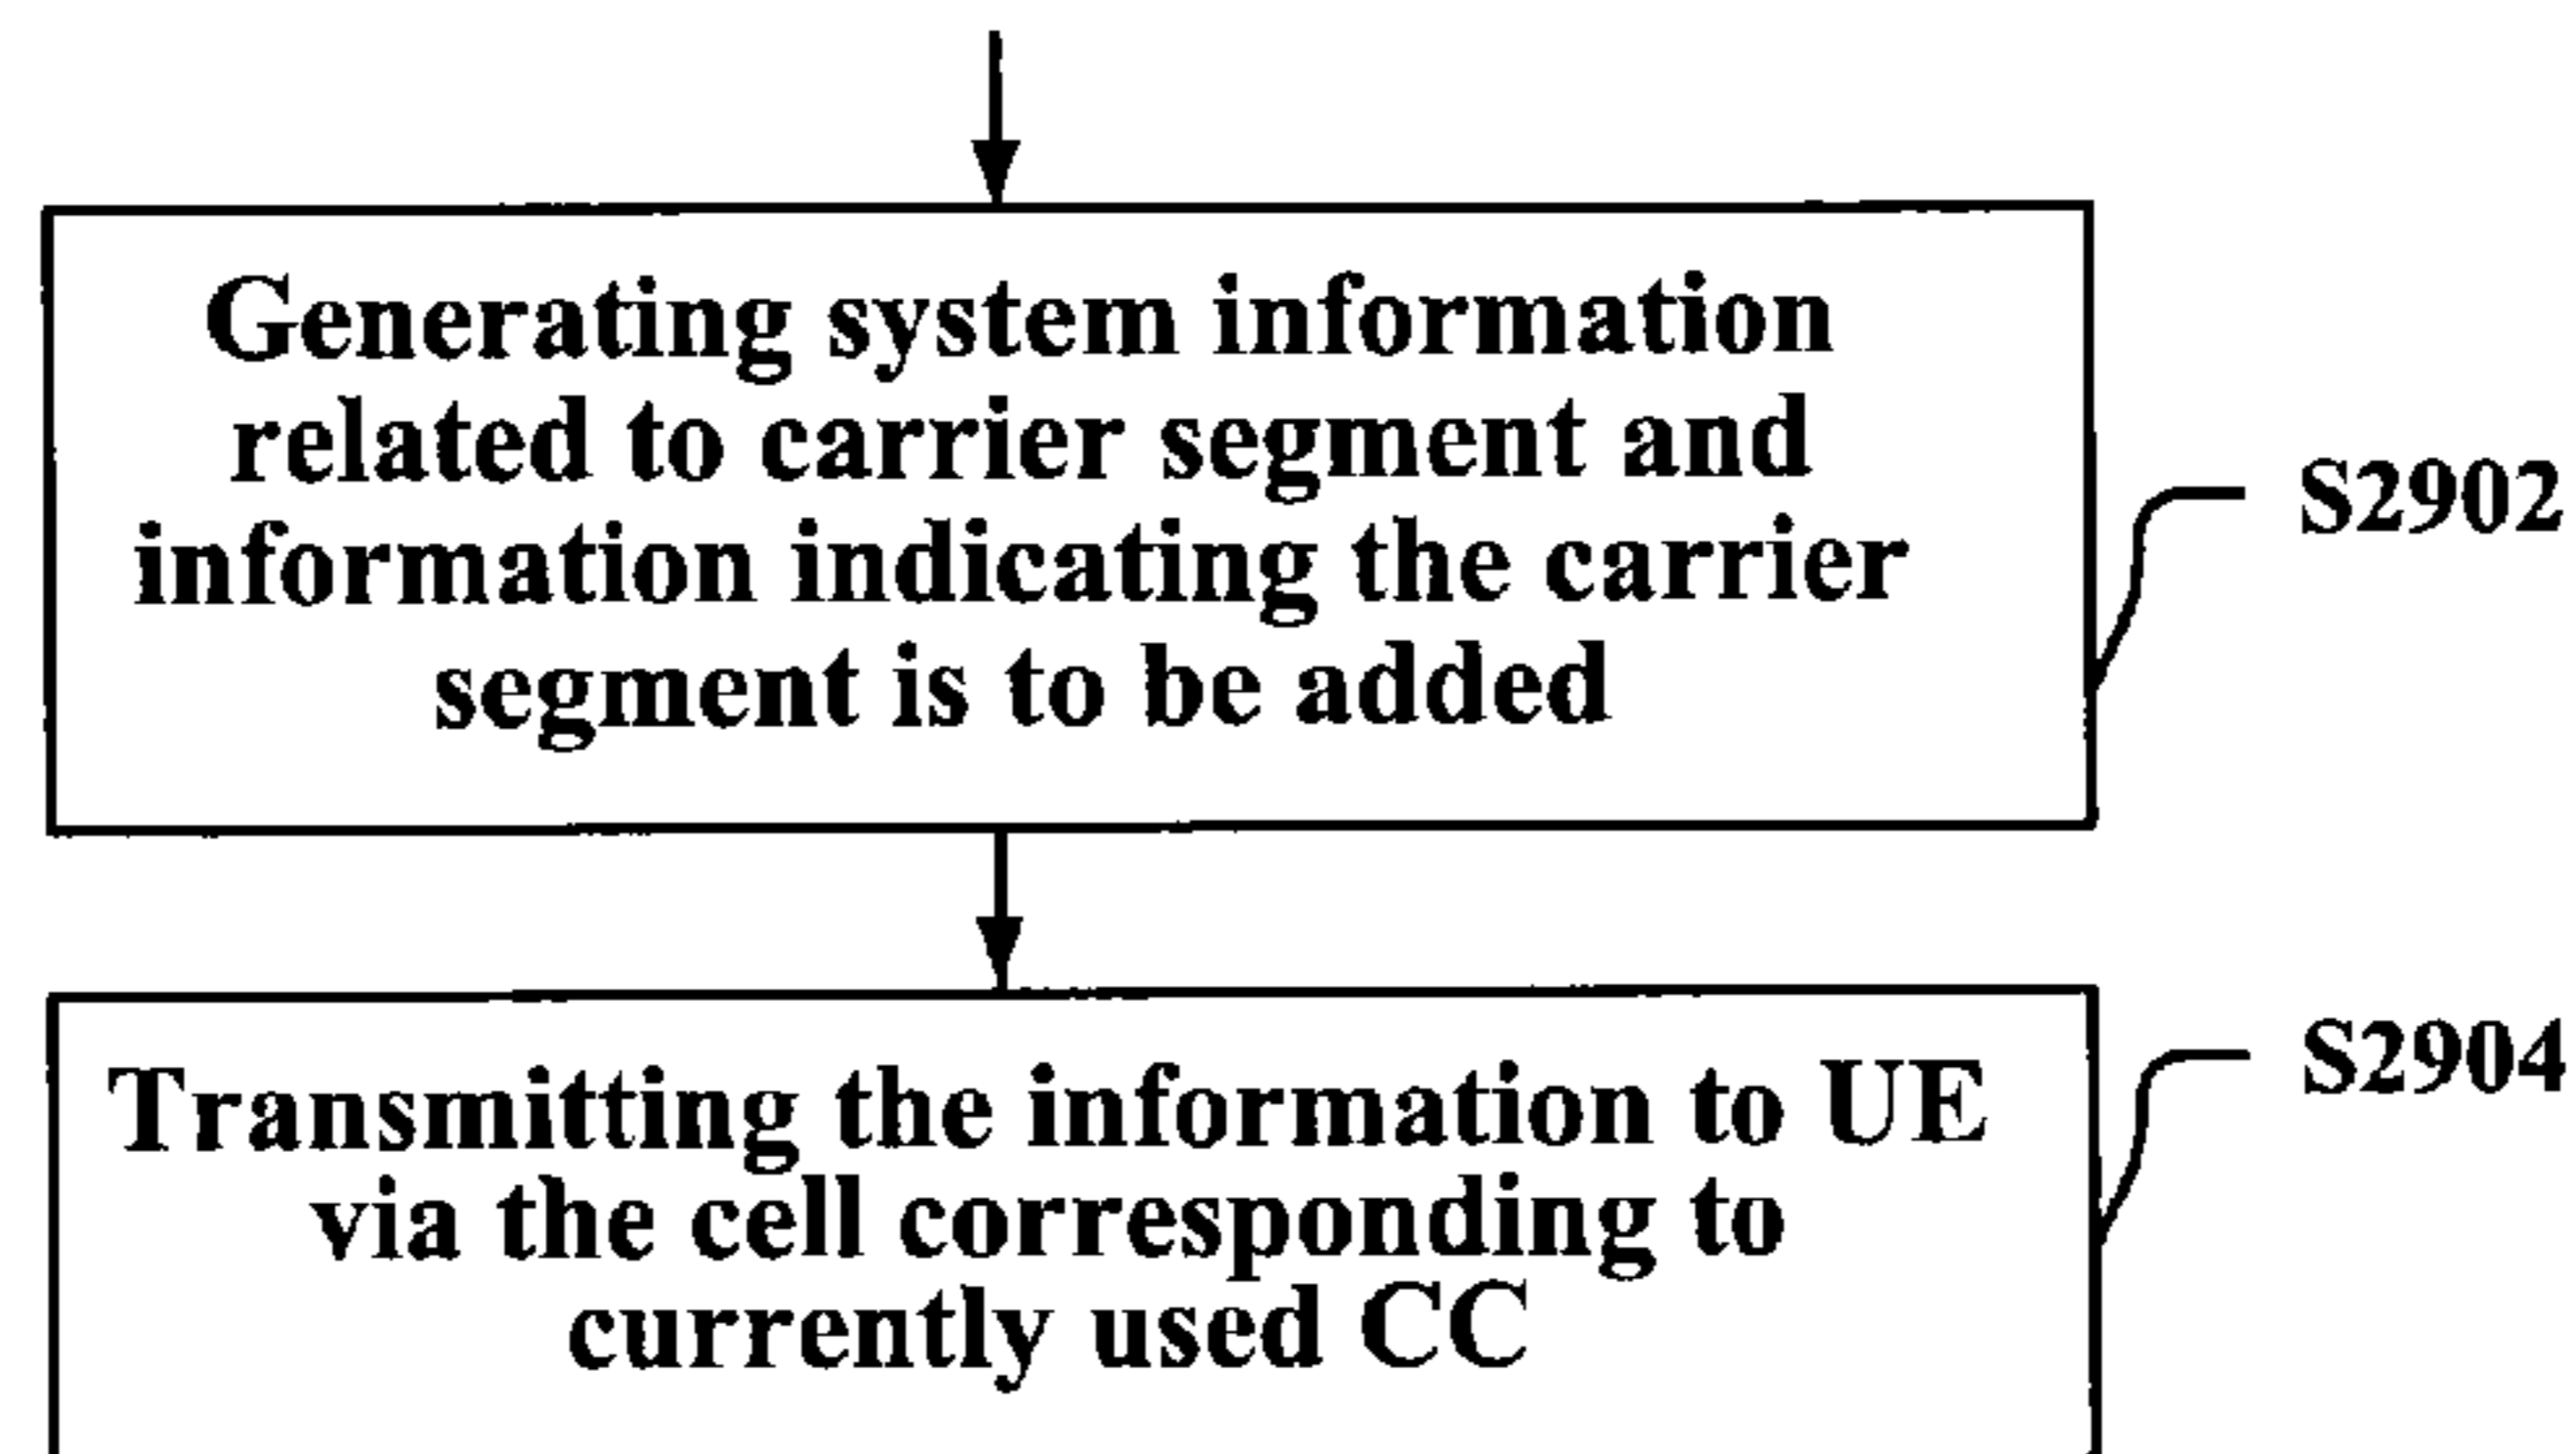 Generating system information
related to carrier segment and
information indicating the carrier
segment is to be added
S2902
Transmitting the information to UE
via the cell corresponding to
currently used CC
S2904